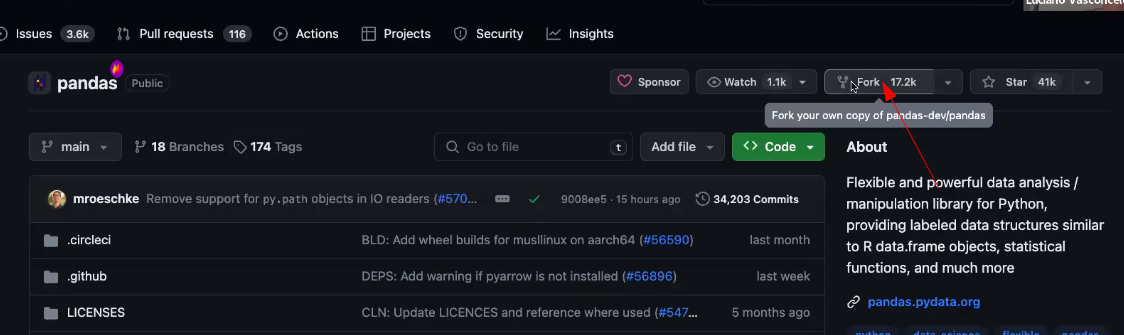 Luciano Vasconcel
Issues 3.6k Pull requests 116 Actions Projects Security Insights
pandas Public Sponsor Watch 1.1k Fork 17.2k Star 41k
Fork your own copy of pandas-dev/pandas
main 18 Branches 174 Tags Go to file t Add file <> Code About
Flexible and powerful data analysis /
manipulation library for Python,
providing labeled data structures similar
to R data.frame objects, statistical
functions, and much more
mroeschke Remove support for py.path objects in IO readers (#570... 9008ee5 · 15 hours ago 34,203 Commits
.circleci BLD: Add wheel builds for musllinux on aarch64 (#56590) last month
.github DEPS: Add warning if pyarrow is not installed (#56896) last week
LICENSES CLN: Update LICENCES and reference where used (#547... 5 months ago
pandas.pydata.org
python data-science flexible pandas